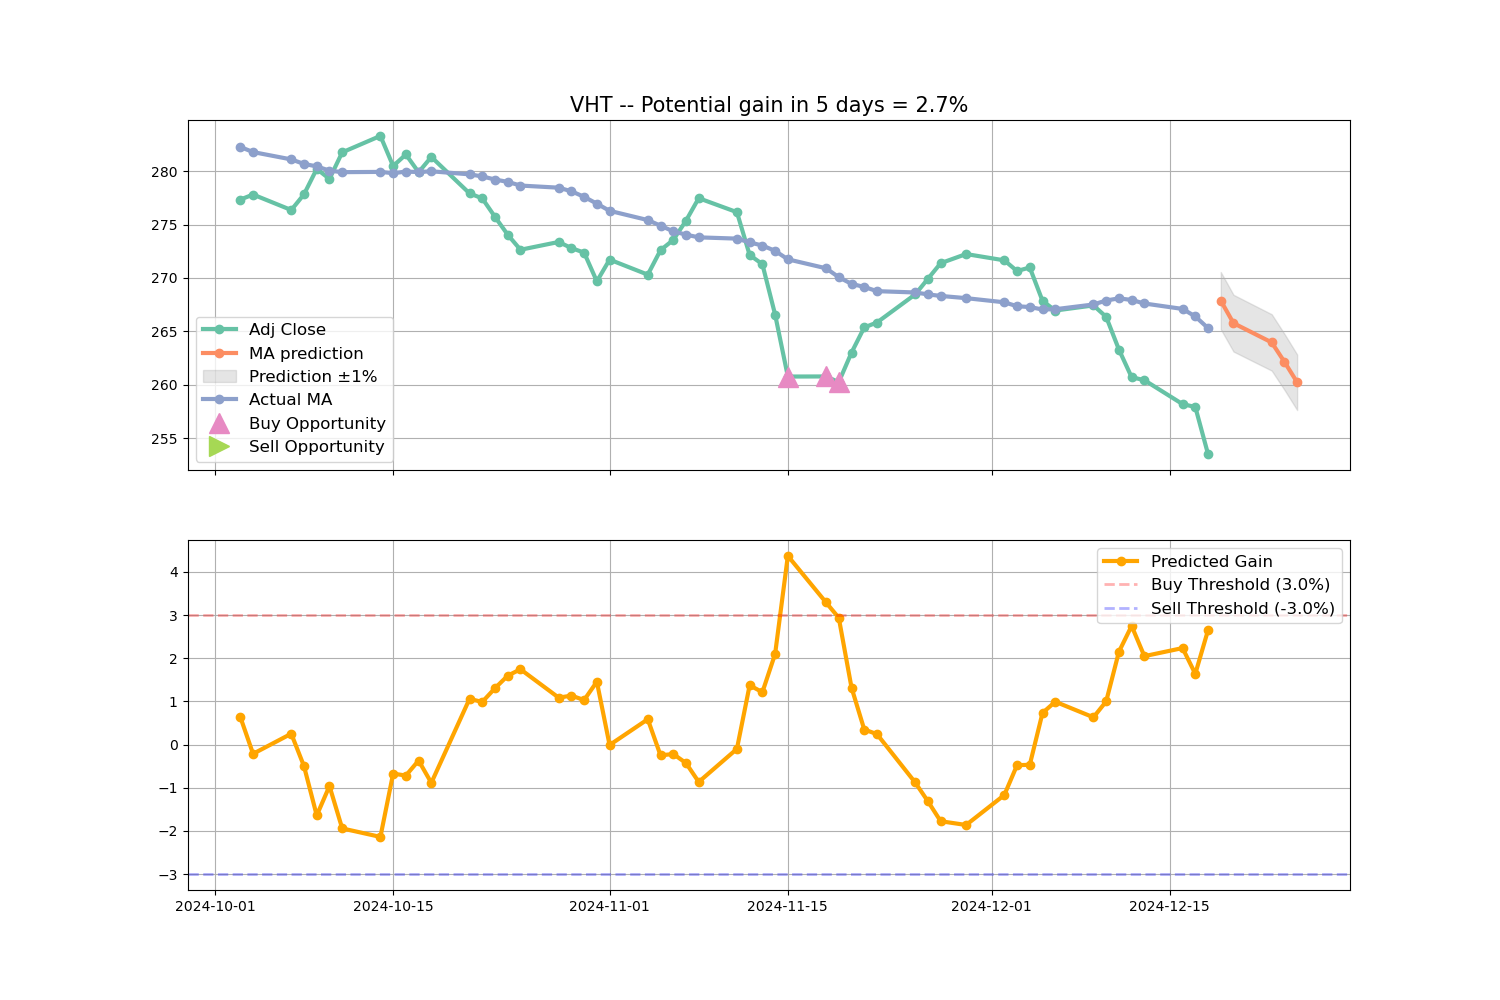 VHT -- Potential gain in 5 days = 2.7%
280
275
270
265
260
255
Adj Close
MA prediction
Prediction ±1%
Actual MA
Buy Opportunity
Sell Opportunity
4
3
2
1
0
−1
−2
−3
Predicted Gain
Buy Threshold (3.0%)
Sell Threshold (-3.0%)
2024-10-01
2024-10-15
2024-11-01
2024-11-15
2024-12-01
2024-12-15